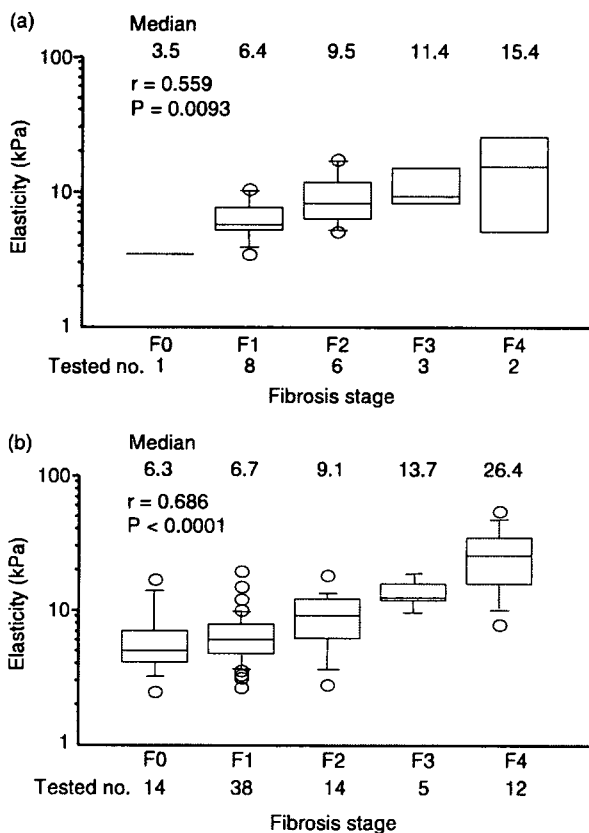 (a)
Median
3.5 6.4 9.5 11.4 15.4
r = 0.559
P = 0.0093
100
10
1
Elasticity (kPa)
F0 F1 F2 F3 F4
Tested no. 1 8 6 3 2
Fibrosis stage
(b)
Median
6.3 6.7 9.1 13.7 26.4
r = 0.686
P < 0.0001
100
10
1
Elasticity (kPa)
F0 F1 F2 F3 F4
Tested no. 14 38 14 5 12
Fibrosis stage